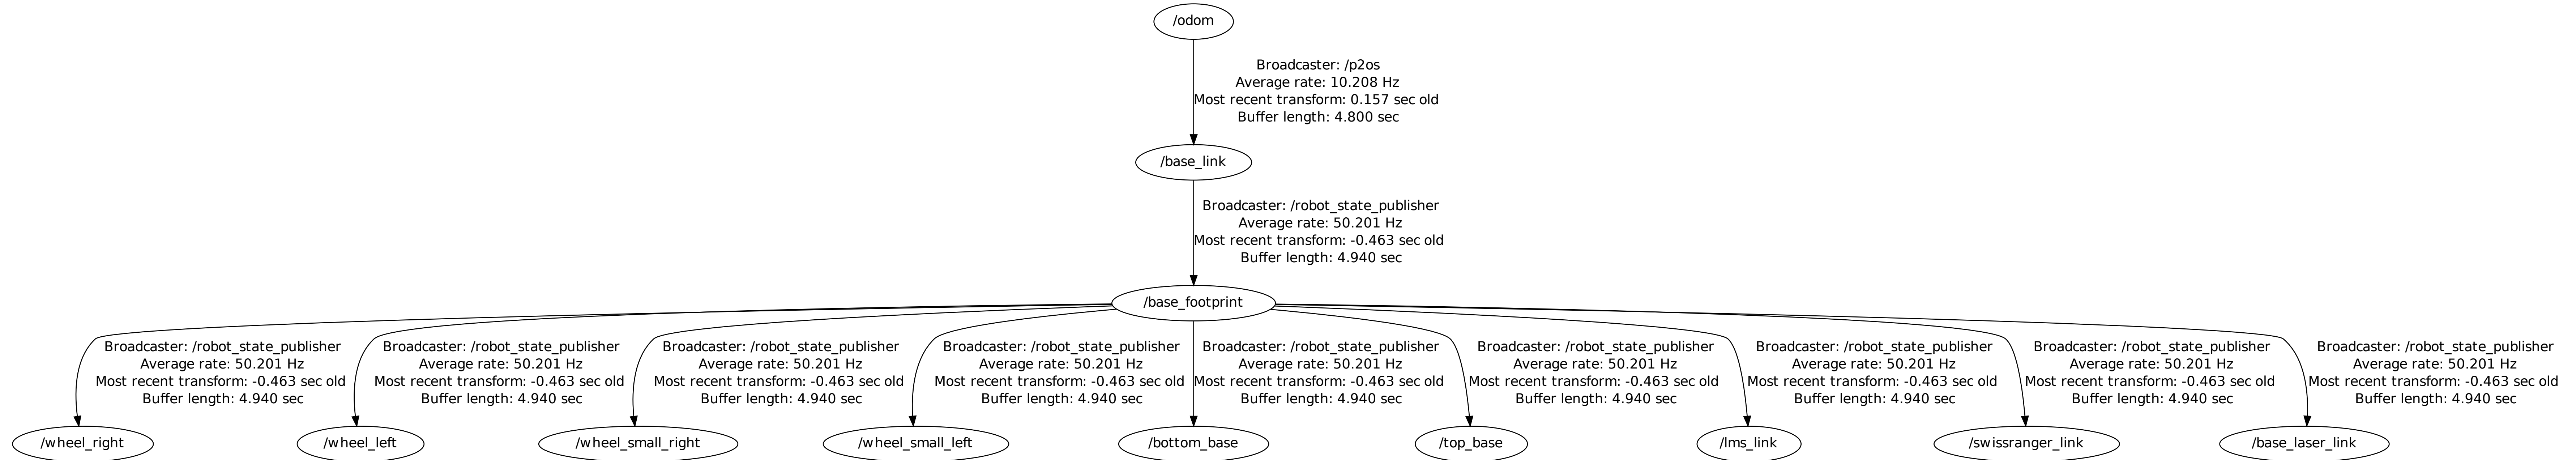 /odom
Broadcaster: /p2os
Average rate: 10.208 Hz
Most recent transform: 0.157 sec old
Buffer length: 4.800 sec
/base_link
Broadcaster: /robot_state_publisher
Average rate: 50.201 Hz
Most recent transform: -0.463 sec old
Buffer length: 4.940 sec
/base_footprint
Broadcaster: /robot_state_publisher
Average rate: 50.201 Hz
Most recent transform: -0.463 sec old
Buffer length: 4.940 sec
Broadcaster: /robot_state_publisher
Average rate: 50.201 Hz
Most recent transform: -0.463 sec old
Buffer length: 4.940 sec
Broadcaster: /robot_state_publisher
Average rate: 50.201 Hz
Most recent transform: -0.463 sec old
Buffer length: 4.940 sec
Broadcaster: /robot_state_publisher
Average rate: 50.201 Hz
Most recent transform: -0.463 sec old
Buffer length: 4.940 sec
Broadcaster: /robot_state_publisher
Average rate: 50.201 Hz
Most recent transform: -0.463 sec old
Buffer length: 4.940 sec
Broadcaster: /robot_state_publisher
Average rate: 50.201 Hz
Most recent transform: -0.463 sec old
Buffer length: 4.940 sec
Broadcaster: /robot_state_publisher
Average rate: 50.201 Hz
Most recent transform: -0.463 sec old
Buffer length: 4.940 sec
Broadcaster: /robot_state_publisher
Average rate: 50.201 Hz
Most recent transform: -0.463 sec old
Buffer length: 4.940 sec
Broadcaster: /robot_state_publisher
Average rate: 50.201 Hz
Most recent transform: -0.463 sec old
Buffer length: 4.940 sec
/wheel_right
/wheel_left
/wheel_small_right
/wheel_small_left
/bottom_base
/top_base
/lms_link
/swissranger_link
/base_laser_link